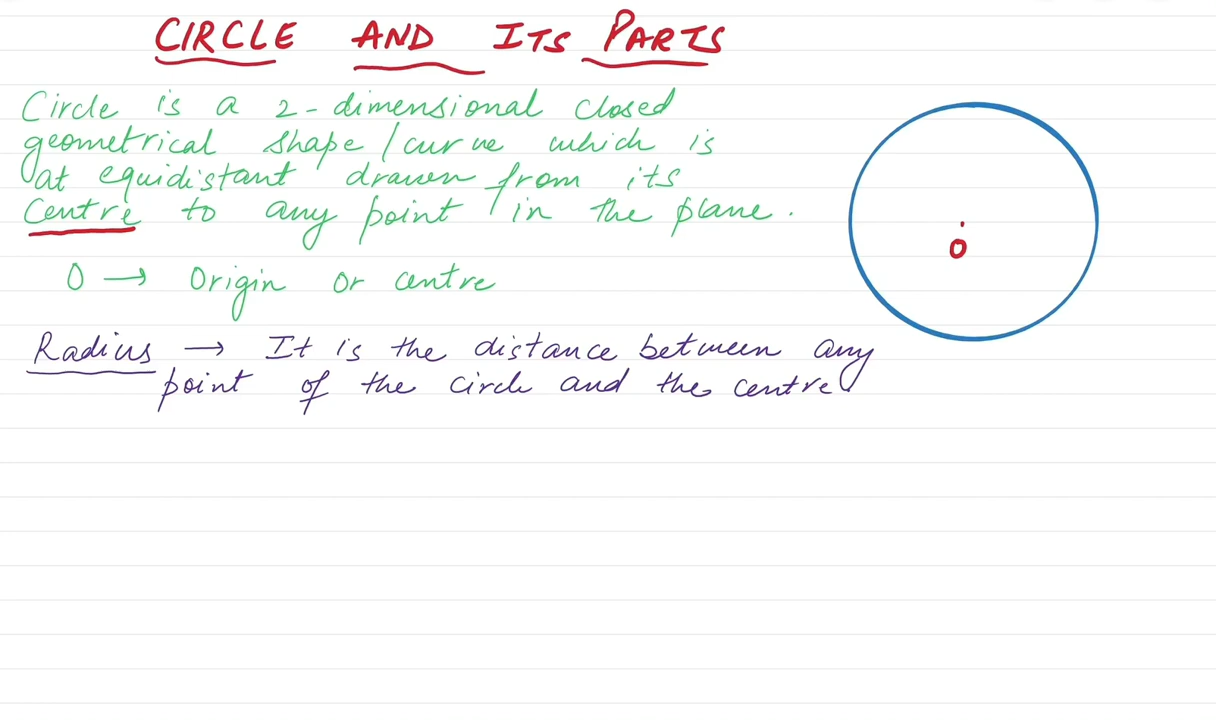 CIRCLE AND ITS PARTS
Circle is a 2-dimensional closed
geometrical shape/curve which is
at equidistant drawn from its
centre to any point in the plane.
O → Origin or centre
O
Radius → It is the distance between any
point of the circle and the centre